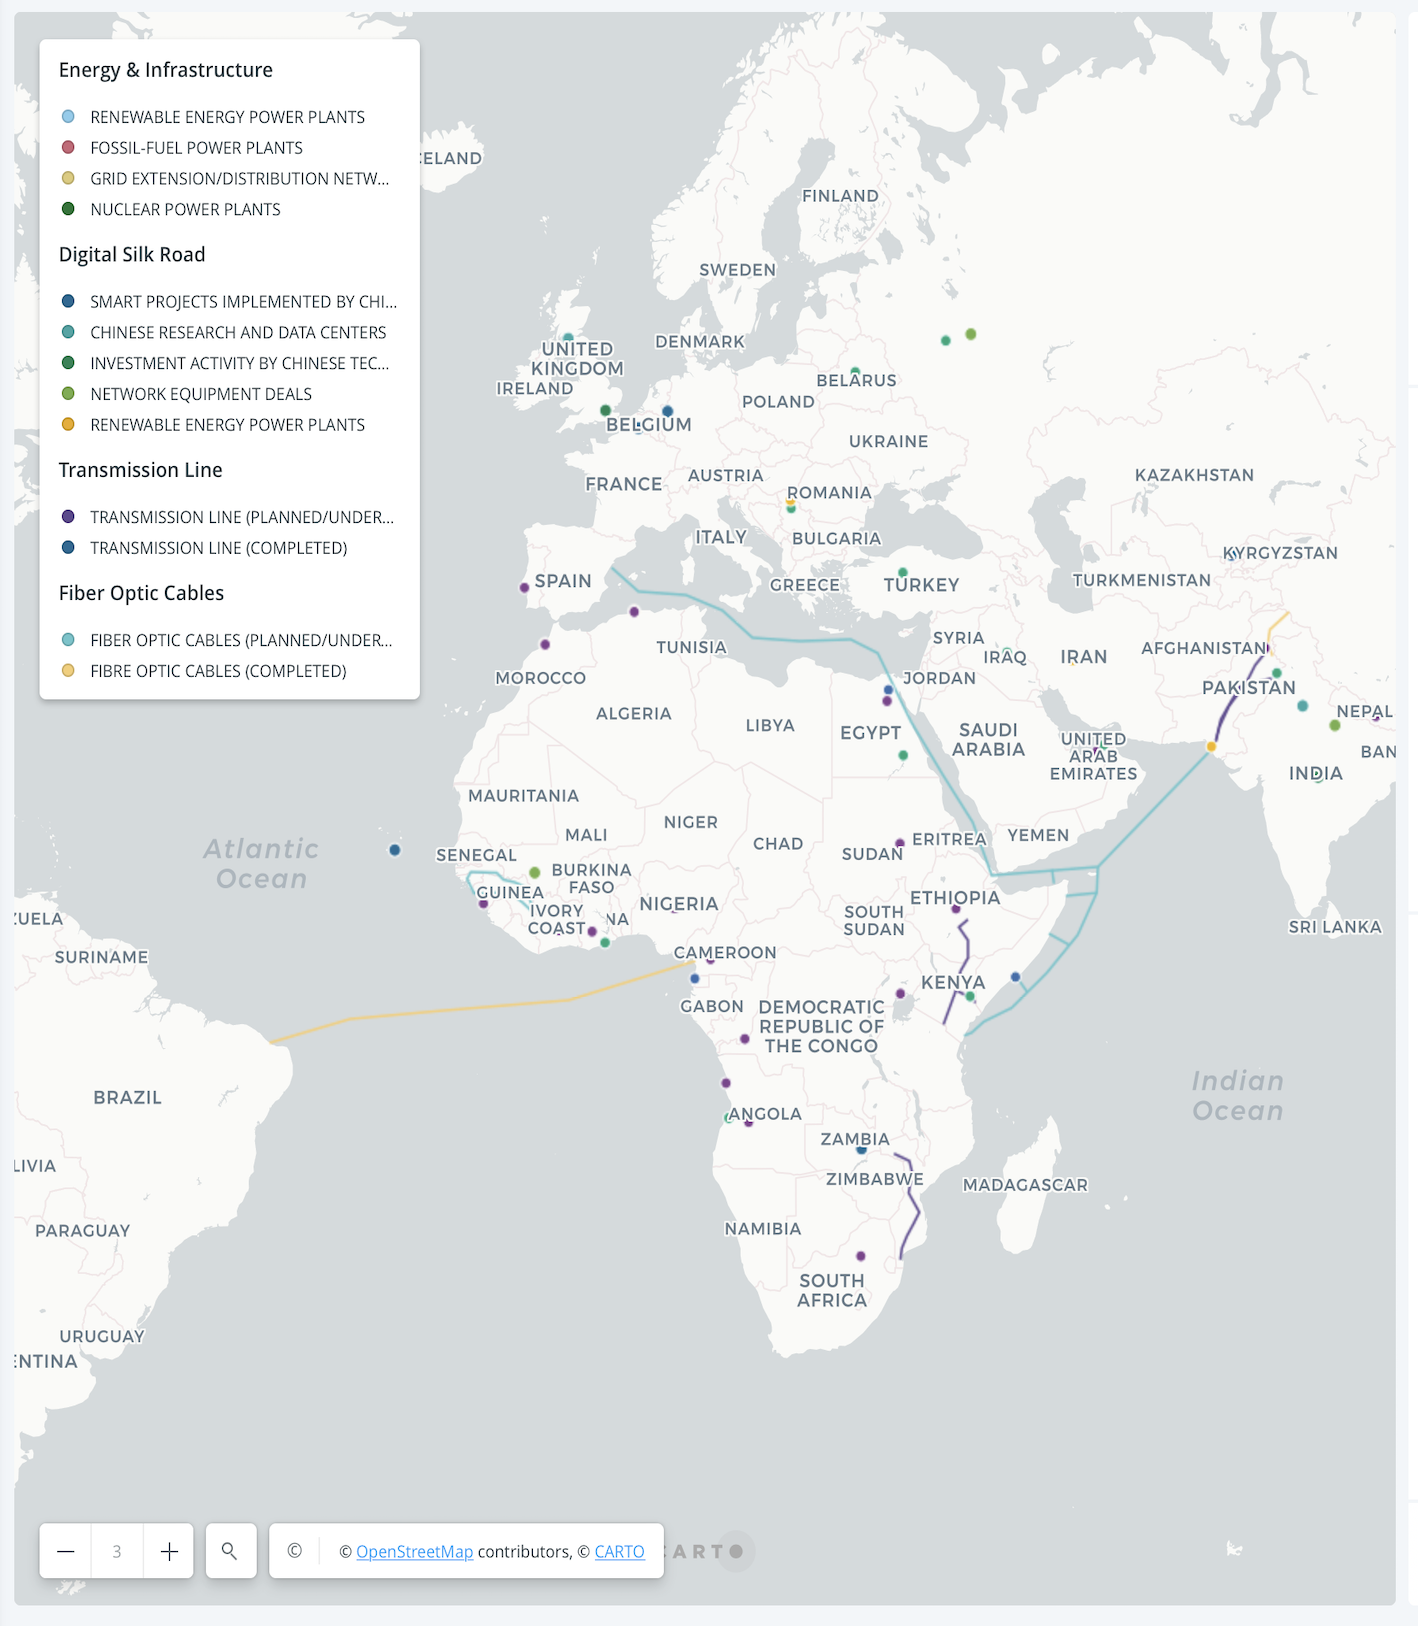 Energy & Infrastructure
RENEWABLE ENERGY POWER PLANTS
FOSSIL-FUEL POWER PLANTS
GRID EXTENSION/DISTRIBUTION NETW...
NUCLEAR POWER PLANTS
Digital Silk Road
SMART PROJECTS IMPLEMENTED BY CHI...
CHINESE RESEARCH AND DATA CENTERS
INVESTMENT ACTIVITY BY CHINESE TEC...
NETWORK EQUIPMENT DEALS
RENEWABLE ENERGY POWER PLANTS
Transmission Line
TRANSMISSION LINE (PLANNED/UNDER...
TRANSMISSION LINE (COMPLETED)
Fiber Optic Cables
FIBER OPTIC CABLES (PLANNED/UNDER...
FIBRE OPTIC CABLES (COMPLETED)
CELAND
FINLAND
SWEDEN
DENMARK
UNITED
KINGDOM
IRELAND
BELARUS
POLAND
BELGIUM
UKRAINE
AUSTRIA
FRANCE
ROMANIA
KAZAKHSTAN
ITALY
BULGARIA
KYRGYZSTAN
SPAIN
GREECE
TURKEY
TURKMENISTAN
SYRIA
TUNISIA
IRAQ
IRAN
AFGHANISTAN
MOROCCO
JORDAN
PAKISTAN
ALGERIA
LIBYA
EGYPT
SAUDI
ARABIA
UNITED
ARAB
EMIRATES
NEPAL
BAN
INDIA
MAURITANIA
NIGER
MALI
CHAD
ERITREA
YEMEN
SUDAN
SENEGAL
Atlantic
Ocean
BURKINA
FASO
GUINEA
NIGERIA
ETHIOPIA
IVORY
COAST
NA
SOUTH
SUDAN
SRI LANKA
ZUELA
SURINAME
CAMEROON
KENYA
GABON
DEMOCRATIC
REPUBLIC OF
THE CONGO
Indian
Ocean
BRAZIL
ANGOLA
ZAMBIA
LIVIA
ZIMBABWE
MADAGASCAR
PARAGUAY
NAMIBIA
SOUTH
AFRICA
URUGUAY
ENTINA
3
© © OpenStreetMap contributors, © CARTO
ART